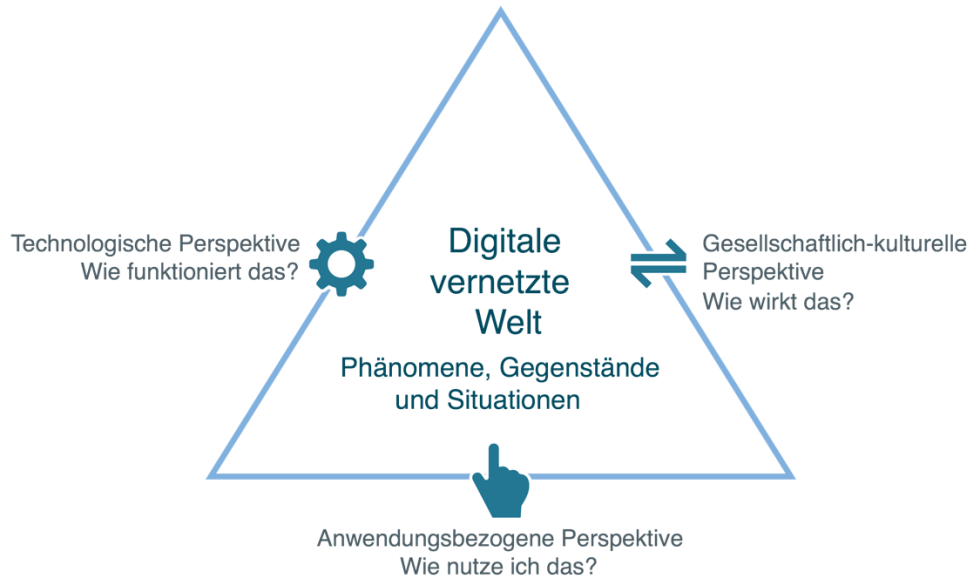 Technologische Perspektive
Wie funktioniert das?
Digitale
vernetzte
Welt
Phänomene, Gegenstände
und Situationen
Gesellschaftlich-kulturelle
Perspektive
Wie wirkt das?
Anwendungsbezogene Perspektive
Wie nutze ich das?